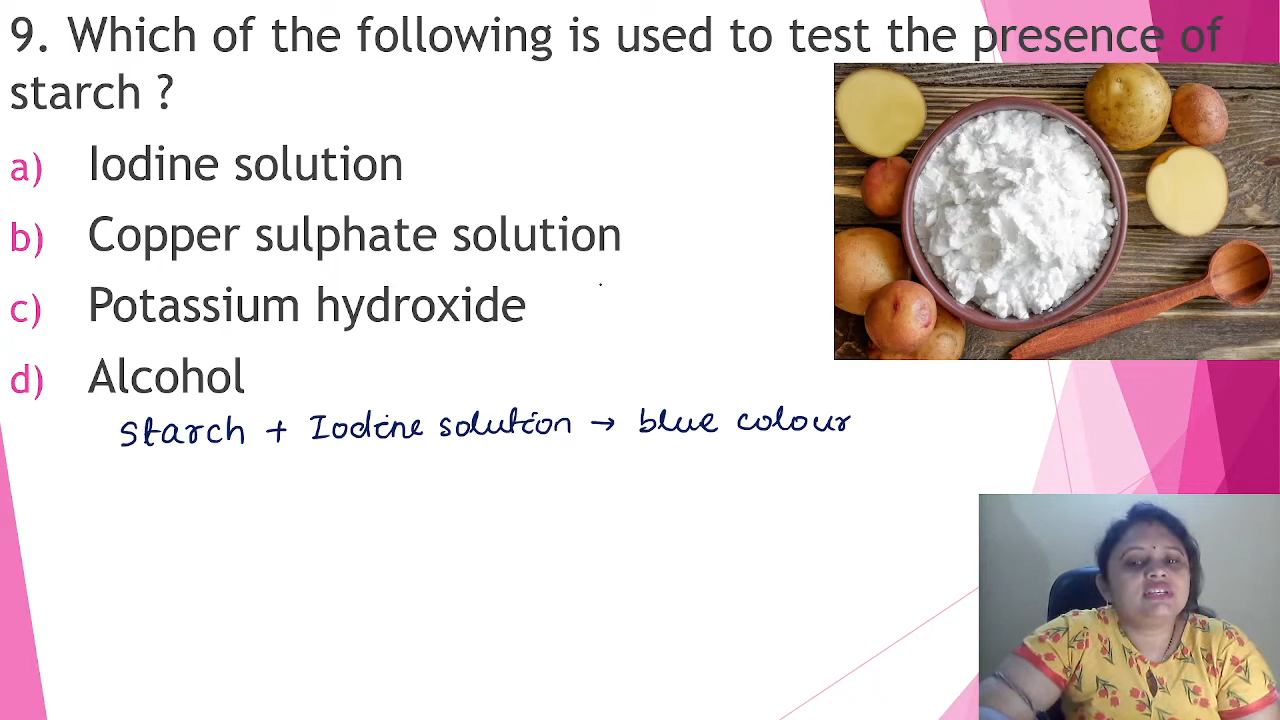 9. Which of the following is used to test the presence of
starch ?
a) Iodine solution
b) Copper sulphate solution
c) Potassium hydroxide
d) Alcohol
Starch + Iodine solution → blue colour